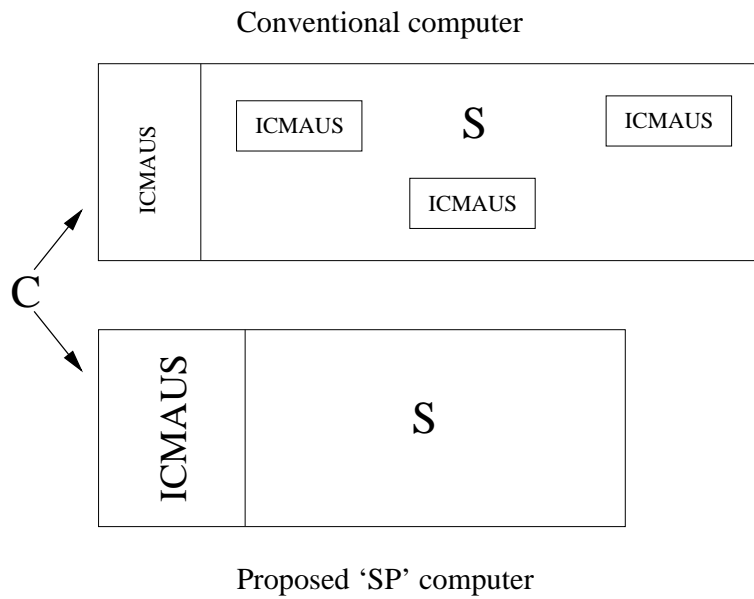 Conventional computer
ICMAUS
ICMAUS
S
ICMAUS
ICMAUS
C
ICMAUS
S
Proposed ‘SP’ computer